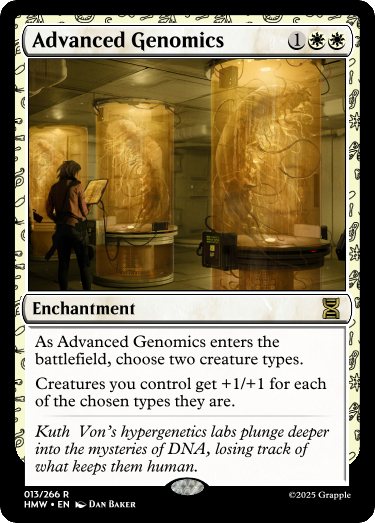 Advanced Genomics 1
Enchantment
As Advanced Genomics enters the
battlefield, choose two creature types.
Creatures you control get +1/+1 for each
of the chosen types they are.
Kuth  Von's hypergenetics labs plunge deeper
into the mysteries of DNA, losing track of
what keeps them human.
013/266 R
HMW • EN Dan Baker
©2025 Grapple